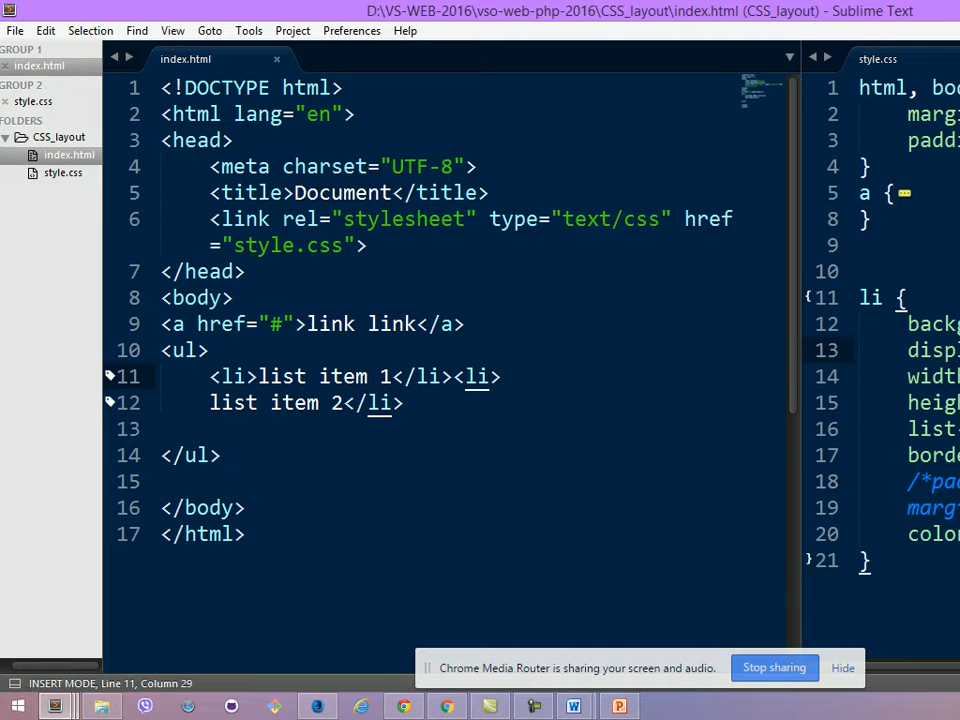 D:\VS-WEB-2016\vso-web-php-2016\CSS_layout\index.html (CSS_layout) - Sublime Text
File Edit Selection Find View Goto Tools Project Preferences Help
GROUP 1
index.html
GROUP 2
style.css
FOLDERS
CSS_layout
index.html
style.css
index.html
1 <!DOCTYPE html>
2 <html lang="en">
3 <head>
4 <meta charset="UTF-8">
5 <title>Document</title>
6 <link rel="stylesheet" type="text/css" href
="style.css">
7 </head>
8 <body>
9 <a href="#">link link</a>
10 <ul>
11 <li>list item 1</li><li>
12 list item 2</li>
13
14 </ul>
15
16 </body>
17 </html>
style.css
1 html, bo
2 margi
3 paddi
4 }
5 a {
8 }
9
10
11 li {
12 backg
13 displ
14 width
15 heigh
16 list-
17 borde
18 /*pad
19 margi
20 color
21 }
Chrome Media Router is sharing your screen and audio. Stop sharing Hide
INSERT MODE, Line 11, Column 29